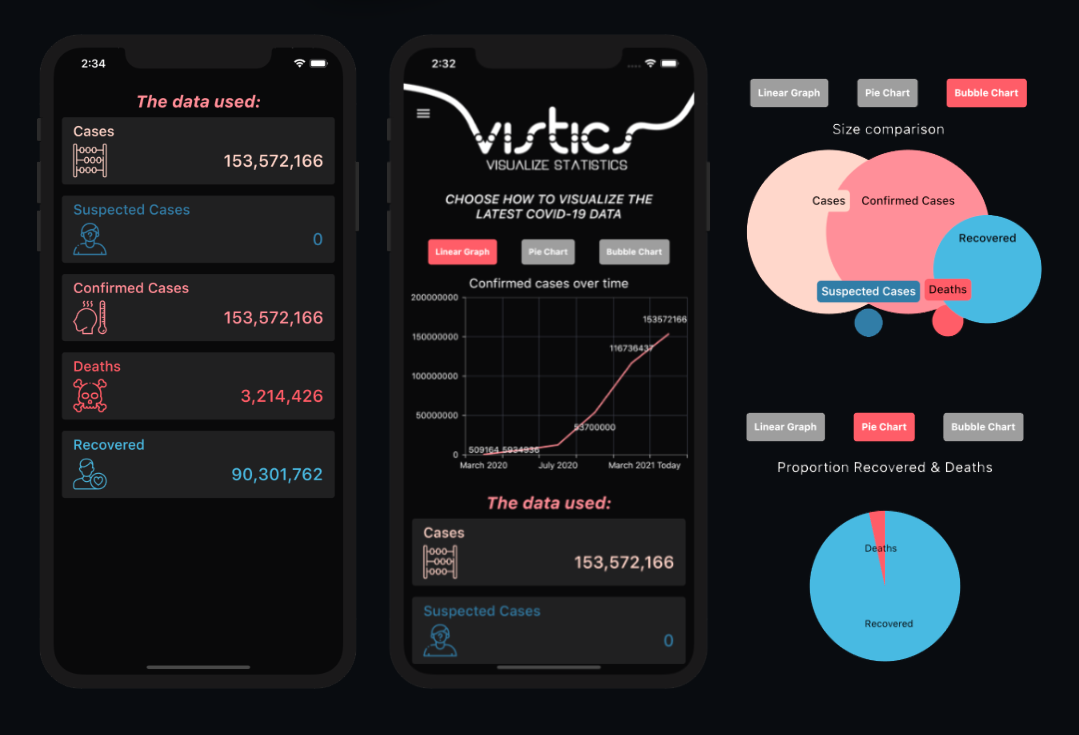 2:34
The data used:
Cases
153,572,166
Suspected Cases
0
Confirmed Cases
153,572,166
Deaths
3,214,426
Recovered
90,301,762
2:32
vistics
VISUALIZE STATISTICS
CHOOSE HOW TO VISUALIZE THE
LATEST COVID-19 DATA
Linear Graph Pie Chart Bubble Chart
Confirmed cases over time
200000000
153572166
150000000
116736437
100000000
50000000
53700000
0
509164 5934936
March 2020 July 2020 March 2021 Today
The data used:
Cases
153,572,166
Suspected Cases
0
Linear Graph Pie Chart Bubble Chart
Size comparison
Cases Confirmed Cases
Recovered
Suspected Cases Deaths
Linear Graph Pie Chart Bubble Chart
Proportion Recovered & Deaths
Deaths
Recovered